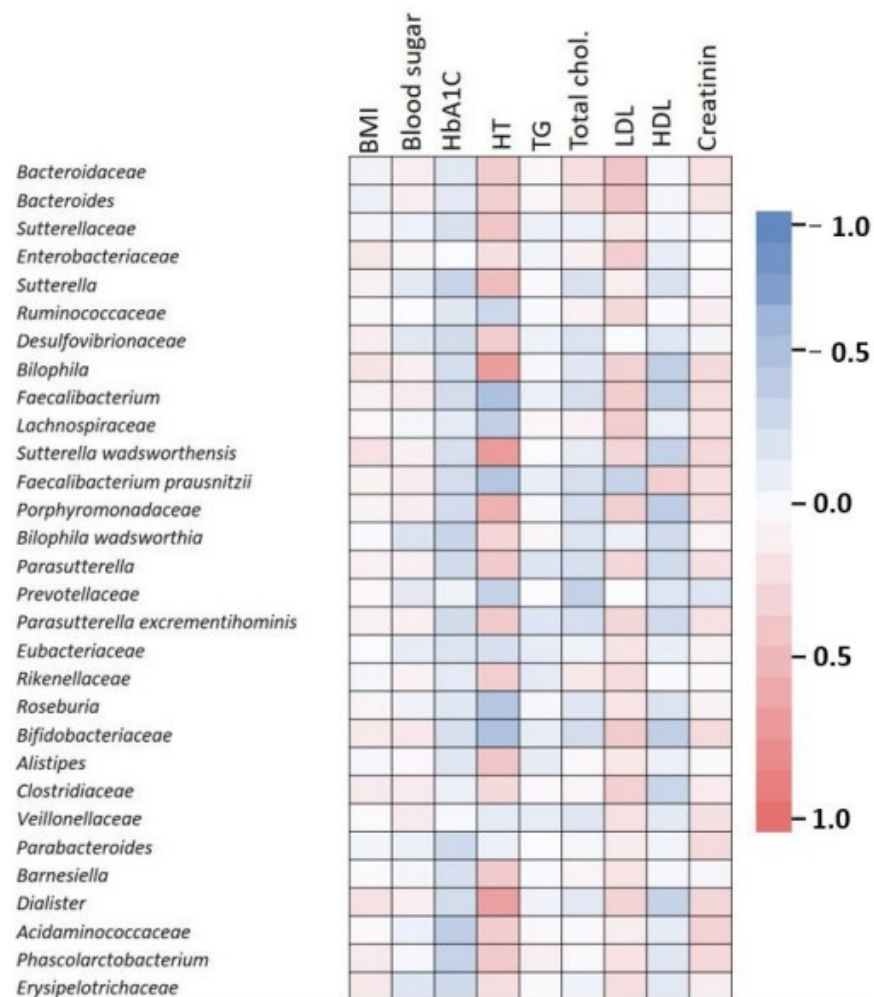 BMI
Blood sugar
HbA1C
HT
TG
Total chol.
LDL
HDL
Creatinin
Bacteroidaceae
Bacteroides
Sutterellaceae
Enterobacteriaceae
Sutterella
Ruminococcaceae
Desulfovibrionaceae
Bilophila
Faecalibacterium
Lachnospiraceae
Sutterella wadsworthensis
Faecalibacterium prausnitzii
Porphyromonadaceae
Bilophila wadsworthia
Parasutterella
Prevotellaceae
Parasutterella excrementihominis
Eubacteriaceae
Rikenellaceae
Roseburia
Bifidobacteriaceae
Alistipes
Clostridiaceae
Veillonellaceae
Parabacteroides
Barnesiella
Dialister
Acidaminococcaceae
Phascolarctobacterium
Erysipelotrichaceae
1.0
0.5
0.0
0.5
1.0